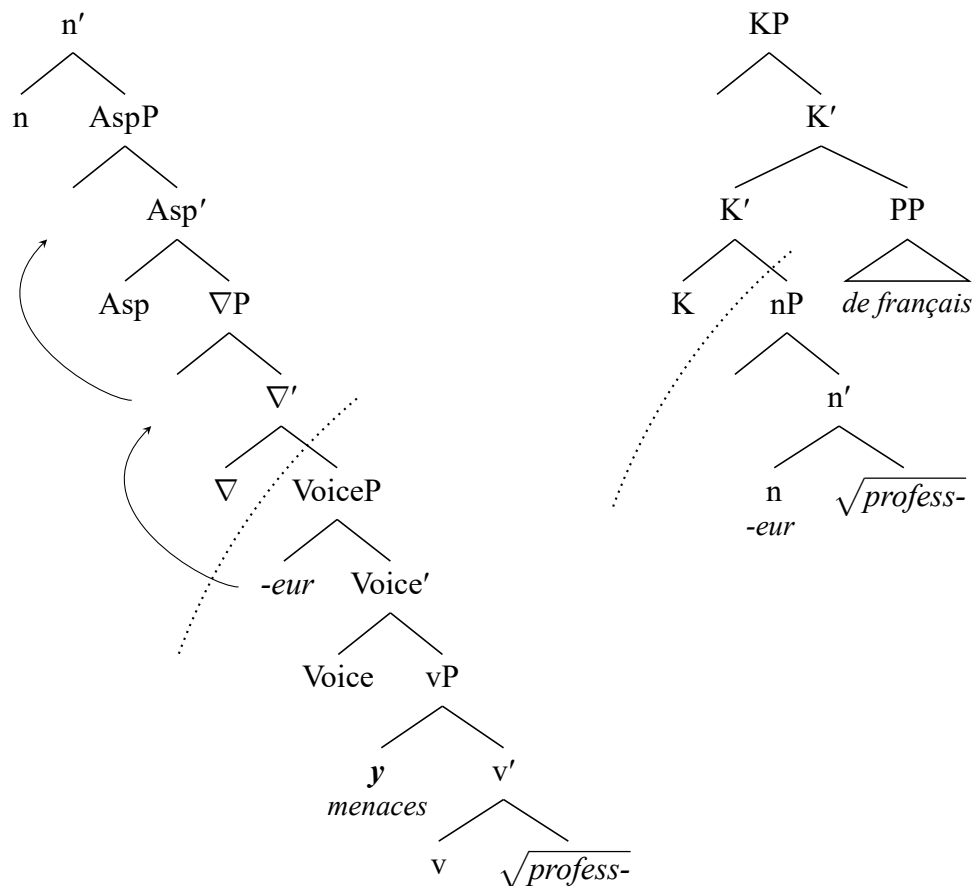 n′ KP
n AspP K′
Asp′ K′ PP
Asp ∇P K nP de français
∇′ n′
∇ VoiceP n √profess-
-eur
-eur Voice′
Voice vP
y v′
menaces
v √profess-